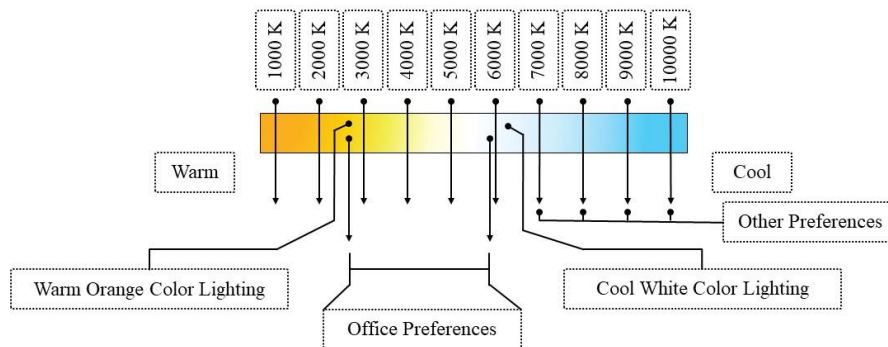 1000 K
2000 K
3000 K
4000 K
5000 K
6000 K
7000 K
8000 K
9000 K
10000 K
Warm
Cool
Other Preferences
Warm Orange Color Lighting
Cool White Color Lighting
Office Preferences